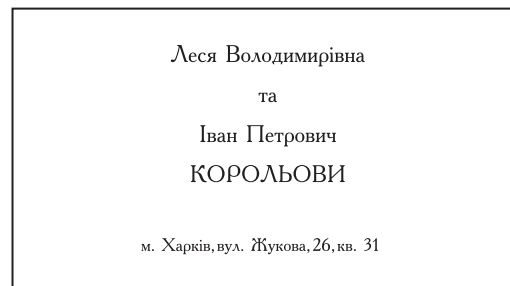 Леся Володимирівна
та
Іван Петрович
КОРОЛЬОВИ
м. Харків, вул. Жукова, 26, кв. 31